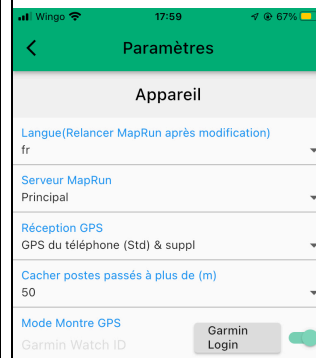 Wingo 17:59 67%
Paramètres
Appareil
Langue(Relancer MapRun après modification)
fr
Serveur MapRun
Principal
Réception GPS
GPS du téléphone (Std) & suppl
Cacher postes passés à plus de (m)
50
Mode Montre GPS
Garmin Watch ID
Garmin
Login